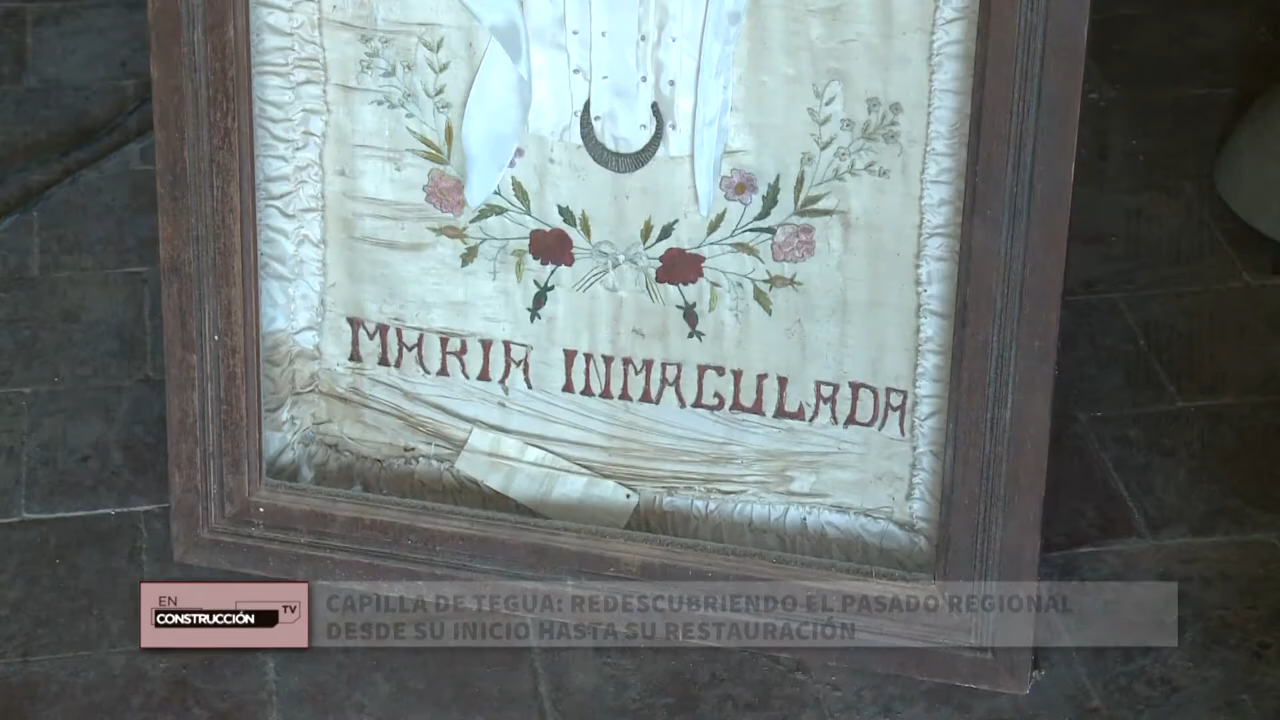 MARIA INMACULADA
EN
CONSTRUCCIÓN TV
CAPILLA DE TEGUA: REDESCUBRIENDO EL PASADO REGIONAL
DESDE SU INICIO HASTA SU RESTAURACIÓN